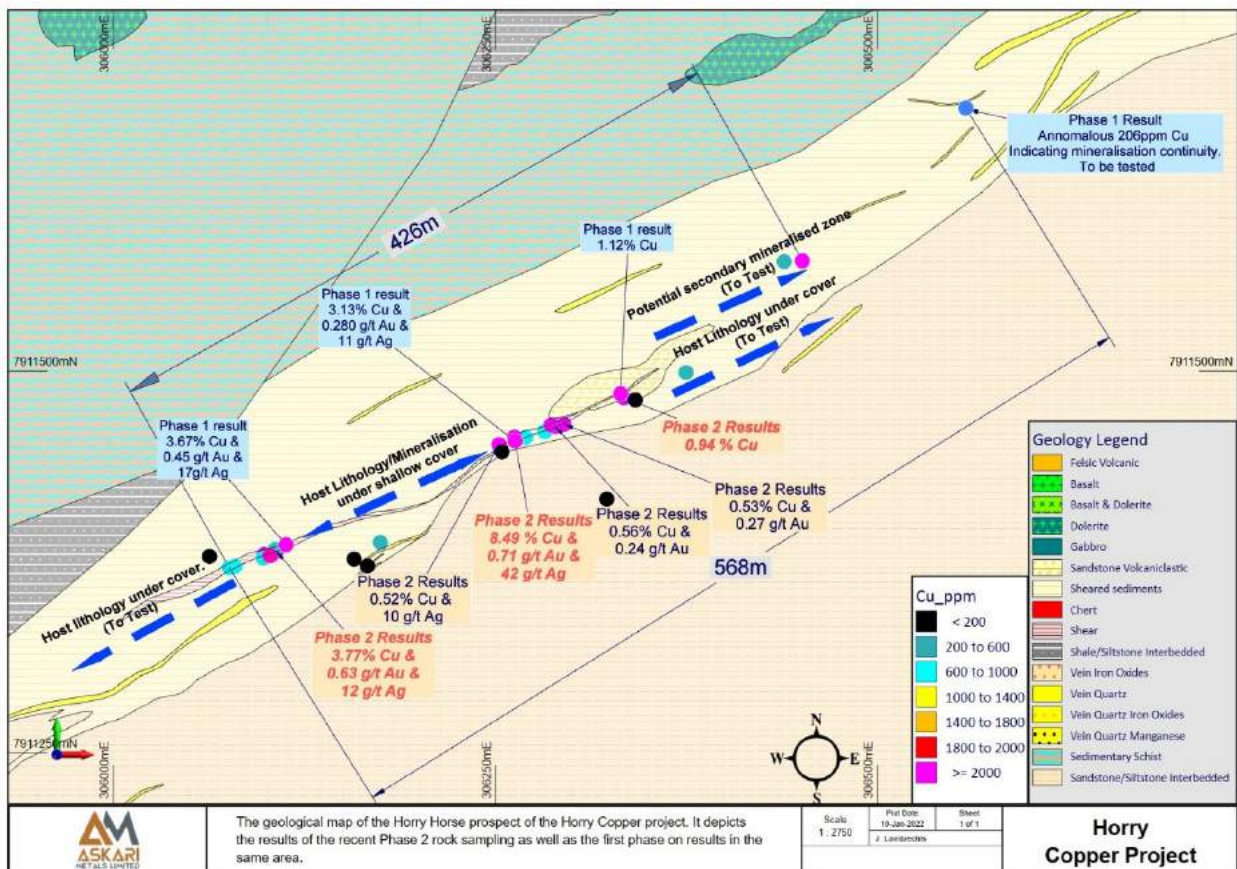 306000mE
306250mE
306500mE
Phase 1 Result
Annomalous 206ppm Cu
Indicating mineralisation continuity.
To be tested
426m
Phase 1 result
1.12% Cu
Potential secondary mineralised zone
(To Test)
Host Lithology under cover
(To Test)
Phase 1 result
3.13% Cu &
0.280 g/t Au &
11 g/t Ag
7911500mN
7911500mN
Phase 1 result
3.67% Cu &
0.45 g/t Au &
17g/t Ag
Host Lithology/Mineralisation
under shallow cover
Phase 2 Results
0.94 % Cu
Phase 2 Results
0.53% Cu &
0.27 g/t Au
Phase 2 Results
0.56% Cu &
0.24 g/t Au
Phase 2 Results
8.49 % Cu &
0.71 g/t Au &
42 g/t Ag
568m
Phase 2 Results
0.52% Cu &
10 g/t Ag
Host lithology under cover.
(To Test)
Phase 2 Results
3.77% Cu &
0.63 g/t Au &
12 g/t Ag
7911250mN
306000mE
306250mE
306500mE
N
W
E
S
Cu_ppm
< 200
200 to 600
600 to 1000
1000 to 1400
1400 to 1800
1800 to 2000
>= 2000
Geology Legend
Felsic Volcanic
Basalt
Basalt & Dolerite
Dolerite
Gabbro
Sandstone Volcaniclastic
Sheared sediments
Chert
Shear
Shale/Siltstone Interbedded
Vein Iron Oxides
Vein Quartz
Vein Quartz Iron Oxides
Vein Quartz Manganese
Sedimentary Schist
Sandstone/Siltstone Interbedded
AM
ASKARI
METALS LIMITED
The geological map of the Horry Horse prospect of the Horry Copper project. It depicts
the results of the recent Phase 2 rock sampling as well as the first phase on results in the
same area.
Scale
1 : 2750
Plot Date
10-Jan-2022
Sheet
1 of 1
J. Lambrechts
Horry
Copper Project